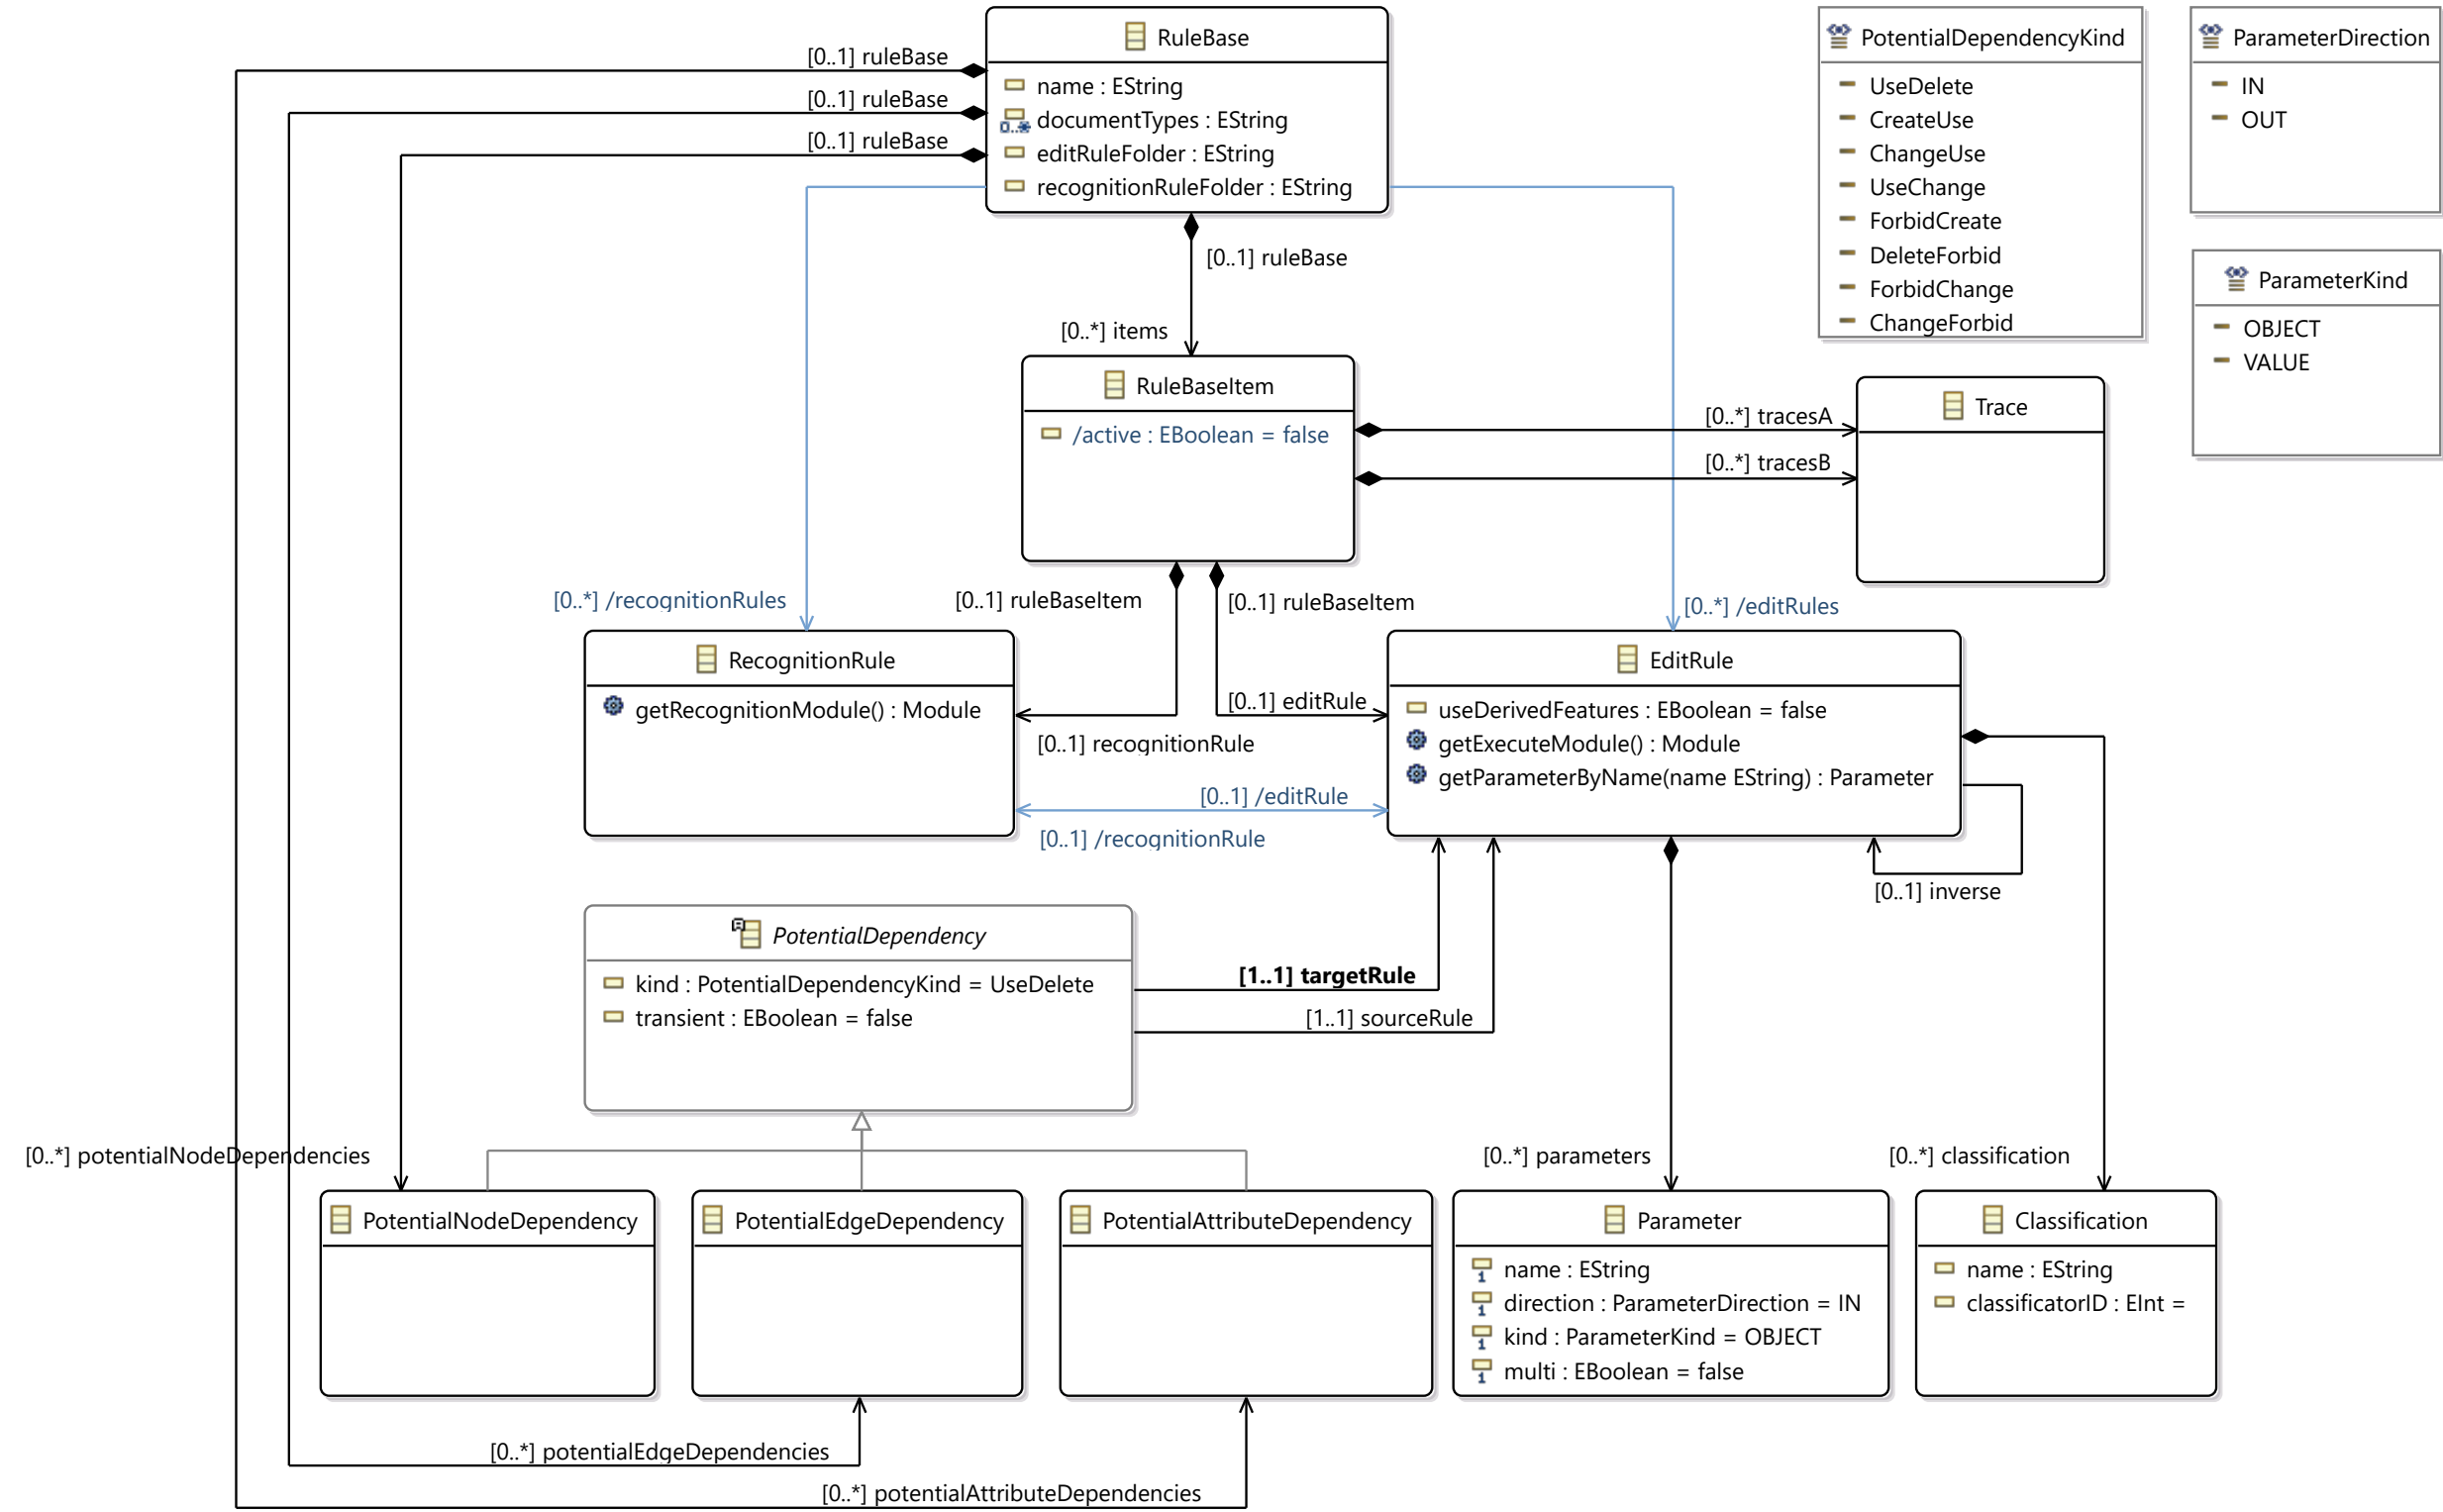 RuleBase
name : EString
documentTypes : EString
editRuleFolder : EString
recognitionRuleFolder : EString
[0..1] ruleBase
[0..1] ruleBase
[0..1] ruleBase
PotentialDependencyKind
UseDelete
CreateUse
ChangeUse
UseChange
ForbidCreate
DeleteForbid
ForbidChange
ChangeForbid
ParameterDirection
IN
OUT
ParameterKind
OBJECT
VALUE
[0..1] ruleBase
[0..*] items
RuleBaseItem
/active : EBoolean = false
[0..*] tracesA
[0..*] tracesB
Trace
[0..*] /recognitionRules
[0..1] ruleBaseItem
[0..1] ruleBaseItem
[0..*] /editRules
RecognitionRule
getRecognitionModule() : Module
[0..1] editRule
[0..1] recognitionRule
EditRule
useDerivedFeatures : EBoolean = false
getExecuteModule() : Module
getParameterByName(name EString) : Parameter
[0..1] /editRule
[0..1] /recognitionRule
[0..1] inverse
PotentialDependency
kind : PotentialDependencyKind = UseDelete
transient : EBoolean = false
[1..1] targetRule
[1..1] sourceRule
[0..*] potentialNodeDependencies
[0..*] parameters
[0..*] classification
PotentialNodeDependency
PotentialEdgeDependency
PotentialAttributeDependency
Parameter
name : EString
direction : ParameterDirection = IN
kind : ParameterKind = OBJECT
multi : EBoolean = false
Classification
name : EString
classificatorID : EInt =
[0..*] potentialEdgeDependencies
[0..*] potentialAttributeDependencies